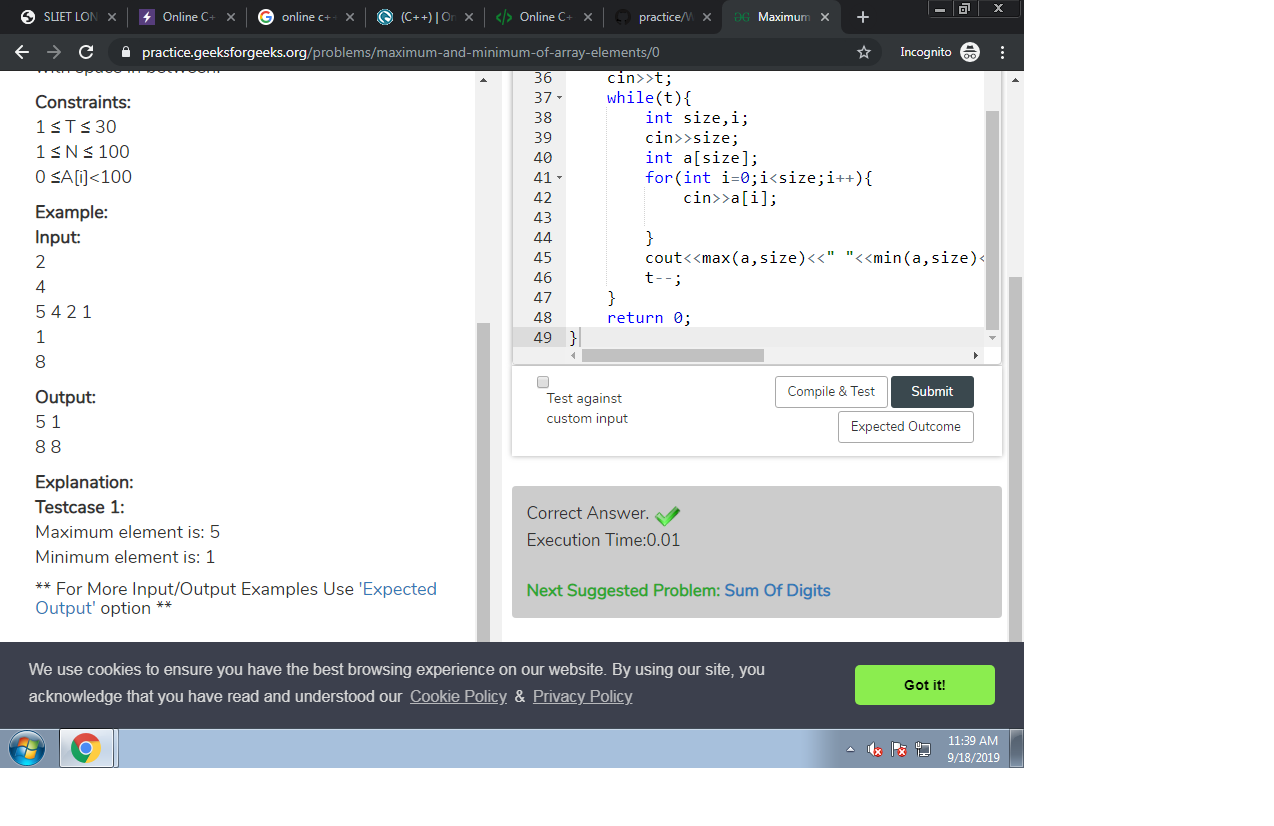 SLIET LON
Online C+
online c+
(C++) | On
Online C+
practice/W
Maximum
practice.geeksforgeeks.org/problems/maximum-and-minimum-of-array-elements/0
Incognito
Constraints:
1 ≤ T ≤ 30
1 ≤ N ≤ 100
0 ≤A[i]<100
Example:
Input:
2
4
5 4 2 1
1
8
Output:
5 1
8 8
Explanation:
Testcase 1:
Maximum element is: 5
Minimum element is: 1
** For More Input/Output Examples Use 'Expected
Output' option **
36 cin>>t;
37 while(t){
38 int size,i;
39 cin>>size;
40 int a[size];
41 for(int i=0;i<size;i++){
42 cin>>a[i];
43
44 }
45 cout<<max(a,size)<<" "<<min(a,size)<
46 t--;
47 }
48 return 0;
49 }
Test against
custom input
Compile & Test
Submit
Expected Outcome
Correct Answer.
Execution Time:0.01
Next Suggested Problem: Sum Of Digits
We use cookies to ensure you have the best browsing experience on our website. By using our site, you
acknowledge that you have read and understood our Cookie Policy & Privacy Policy
Got it!
11:39 AM
9/18/2019